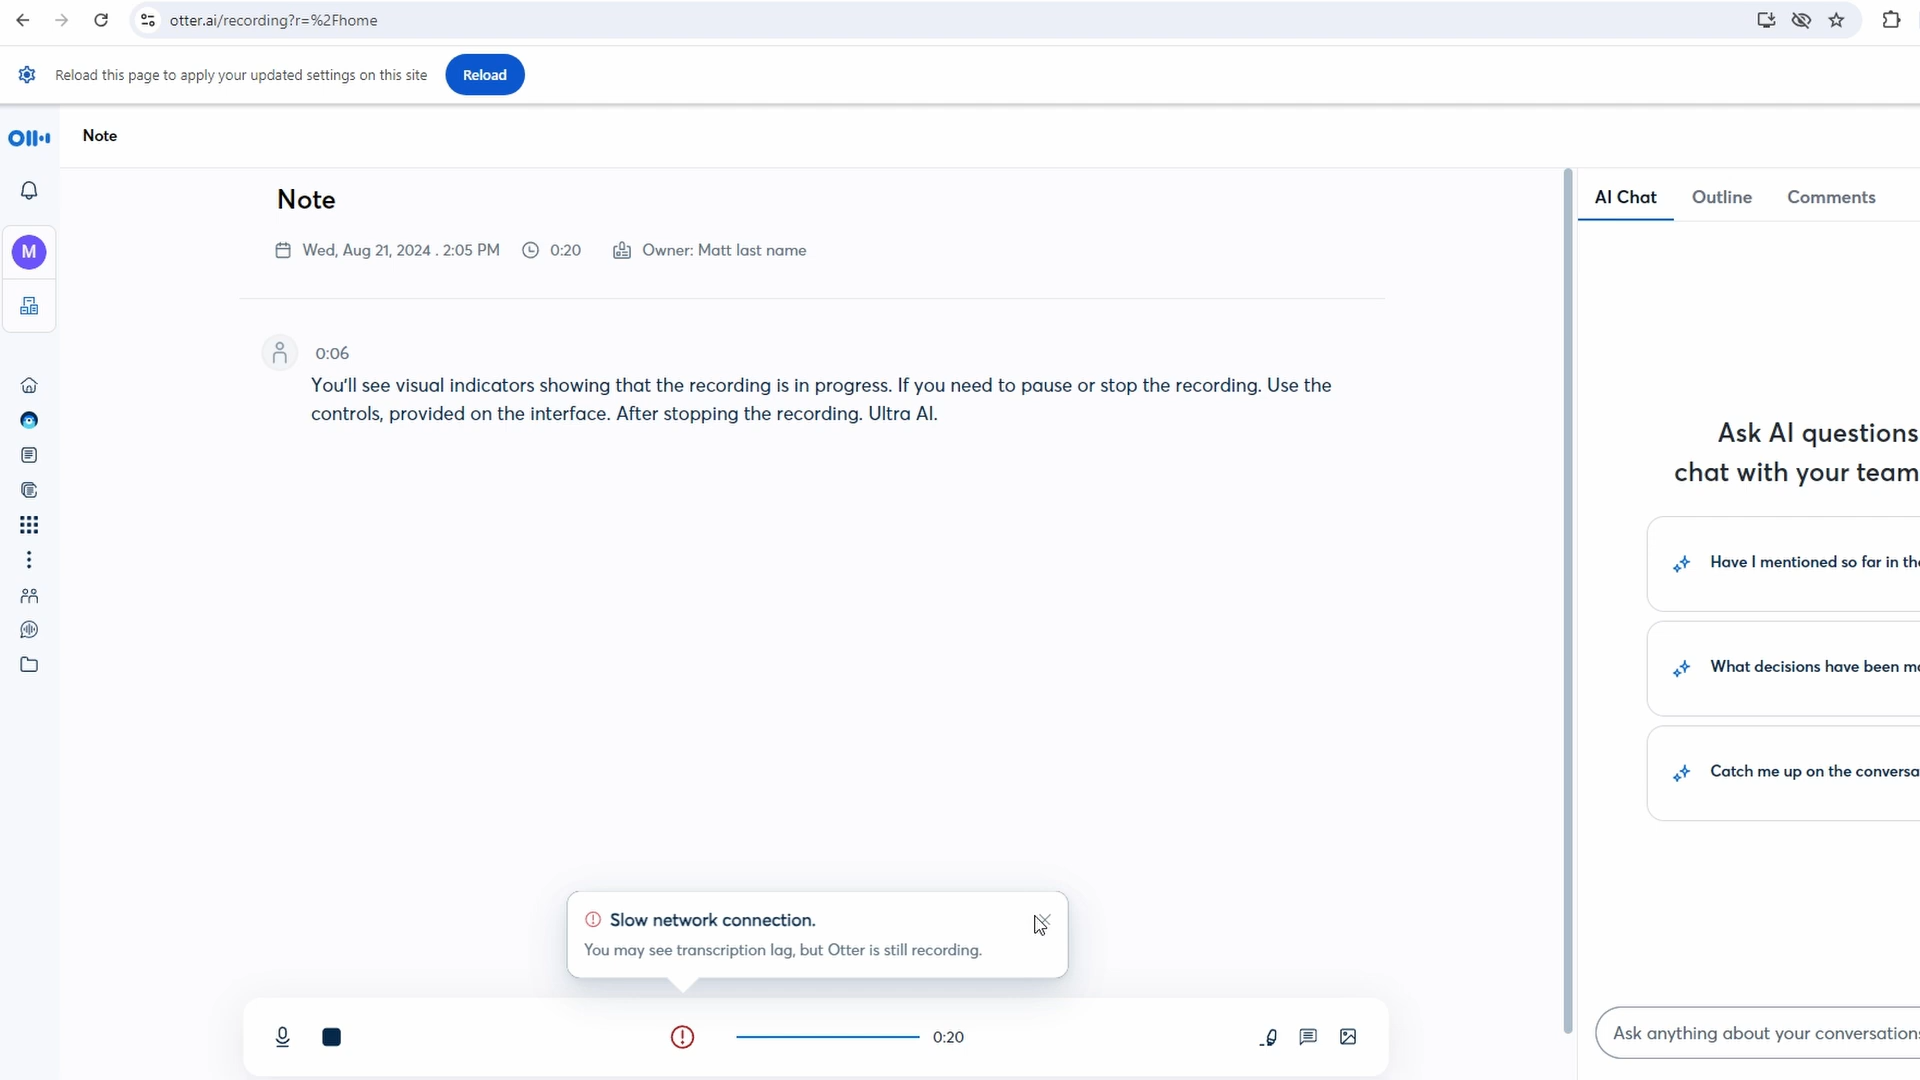 otter.ai/recording?r=%2Fhome
Reload this page to apply your updated settings on this site
Reload
Note
Note
Wed, Aug 21, 2024 . 2:05 PM
0:20
Owner: Matt last name
M
0:06
You'll see visual indicators showing that the recording is in progress. If you need to pause or stop the recording. Use the
controls, provided on the interface. After stopping the recording. Ultra AI.
AI Chat
Outline
Comments
Ask AI questions
chat with your team
Have I mentioned so far in the
What decisions have been
Catch me up on the
Slow network connection.
You may see transcription lag, but Otter is still recording.
0:20
Ask anything about your conversations